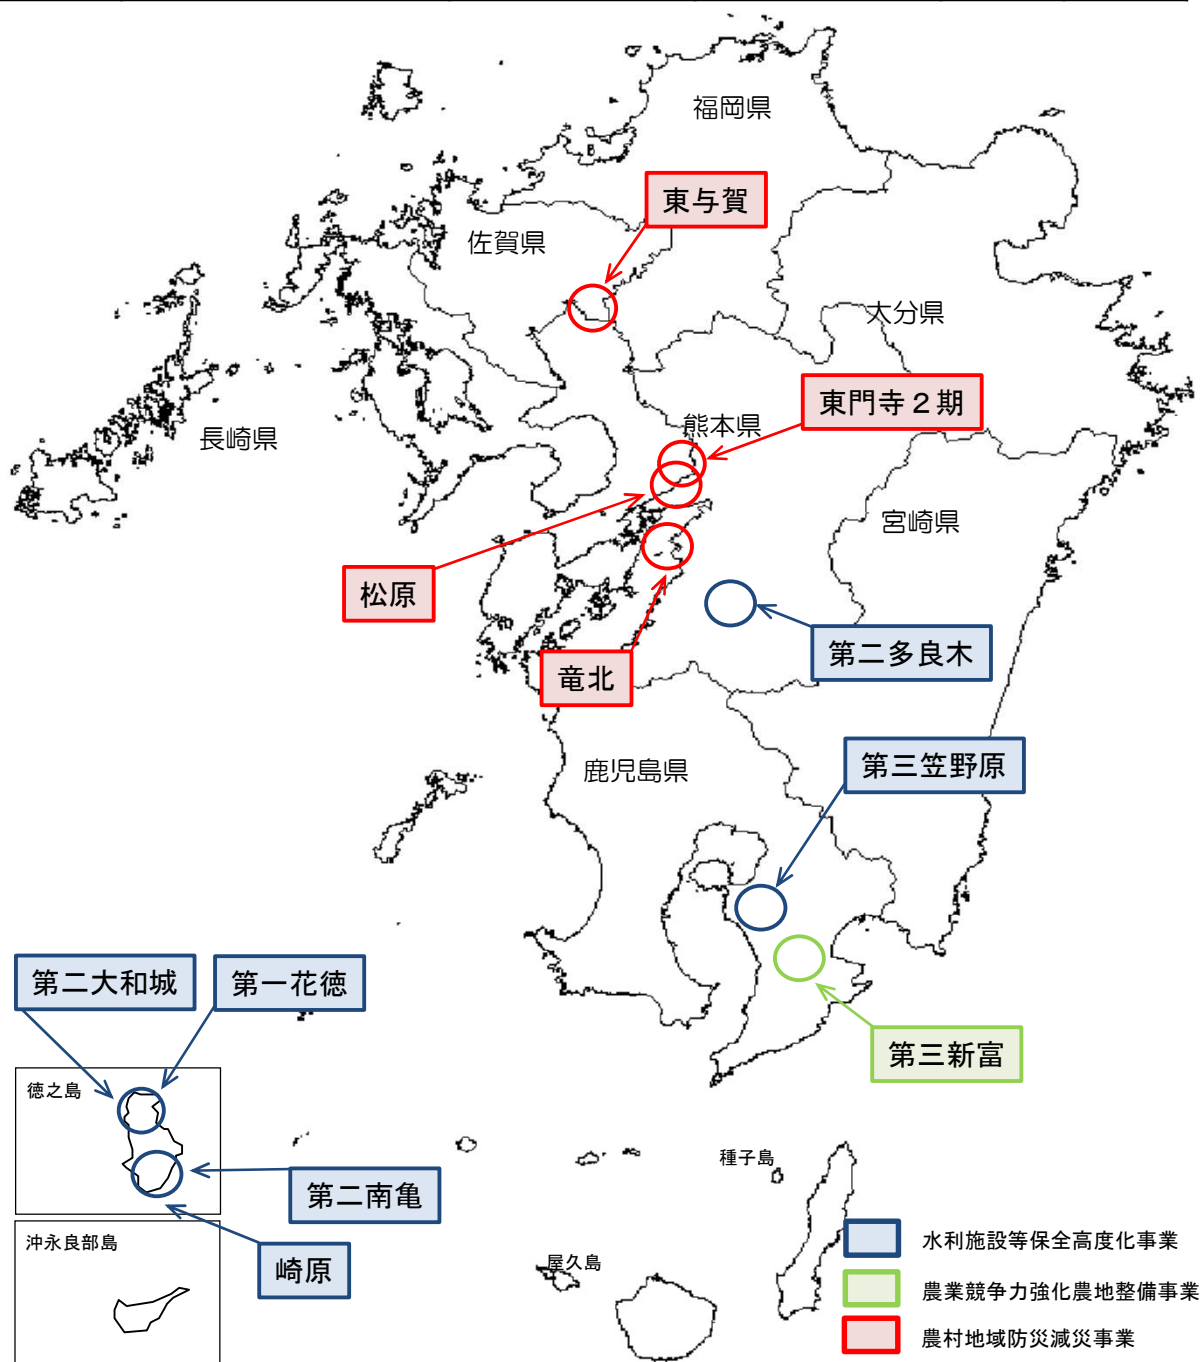 福岡県
東与賀
佐賀県
大分県
東門寺２期
熊本県
長崎県
宮崎県
松原
第二多良木
竜北
第三笠野原
鹿児島県
第二大和城
第一花徳
第三新富
徳之島
種子島
第二南亀
沖永良部島
崎原
屋久島
水利施設等保全高度化事業
農業競争力強化農地整備事業
農村地域防災減災事業